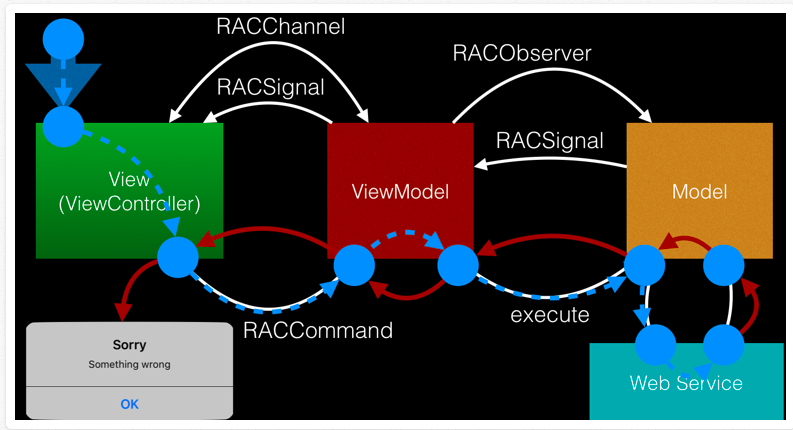 RACChannel
RACObserver
RACSignal
RACSignal
View
(ViewController)
ViewModel
Model
RACCommand
execute
Sorry
Something wrong
OK
Web Service